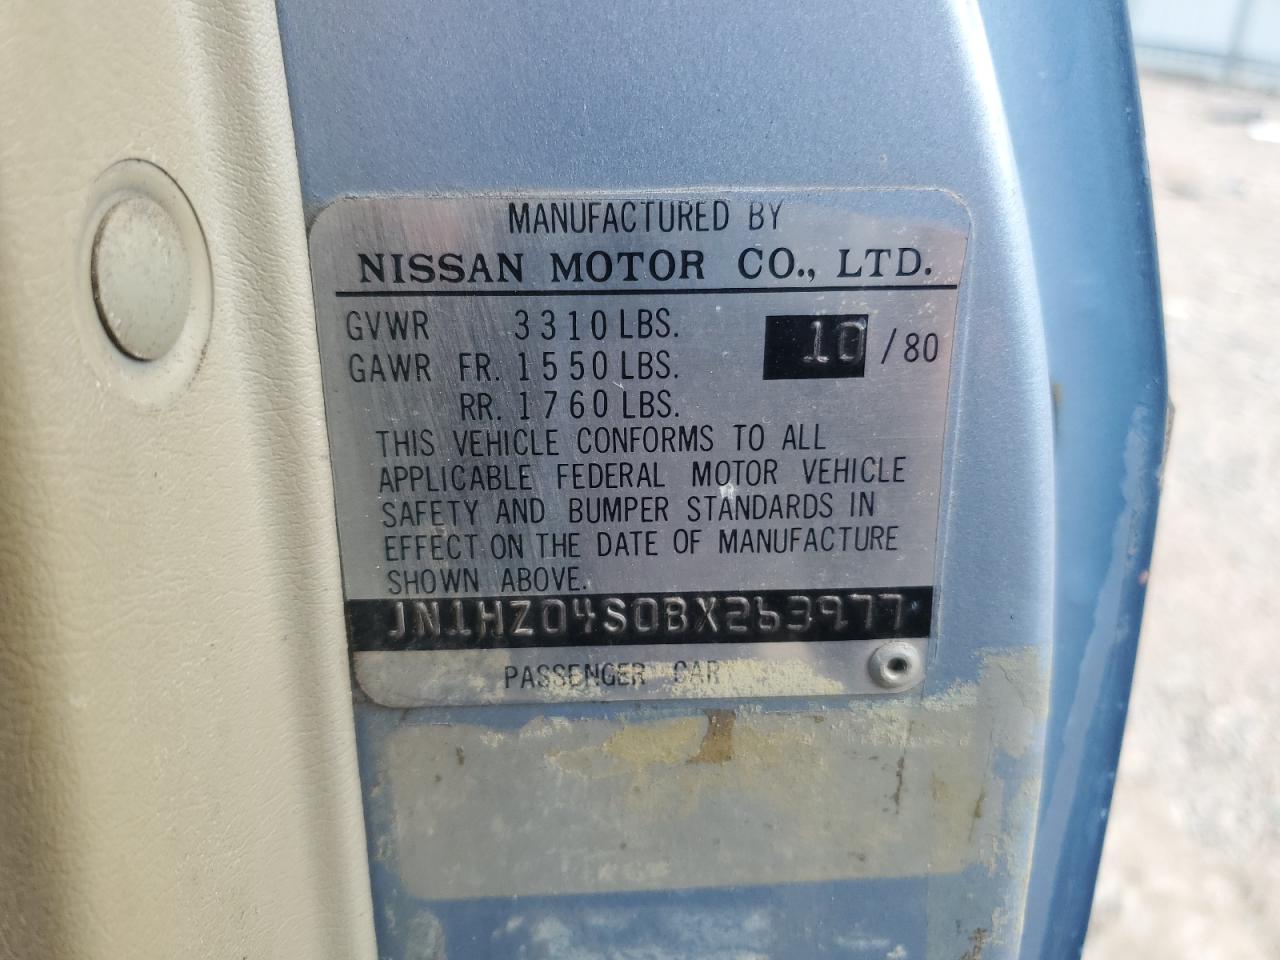 MANUFACTURED BY
NISSAN MOTOR CO., LTD.
GVWR 3310 LBS. 10 / 80
GAWR FR. 1550 LBS.
RR. 1760 LBS.
THIS VEHICLE CONFORMS TO ALL
APPLICABLE FEDERAL MOTOR VEHICLE
SAFETY AND BUMPER STANDARDS IN
EFFECT ON THE DATE OF MANUFACTURE
SHOWN ABOVE.
JN1HZ04S0BX263977
PASSENGER CAR